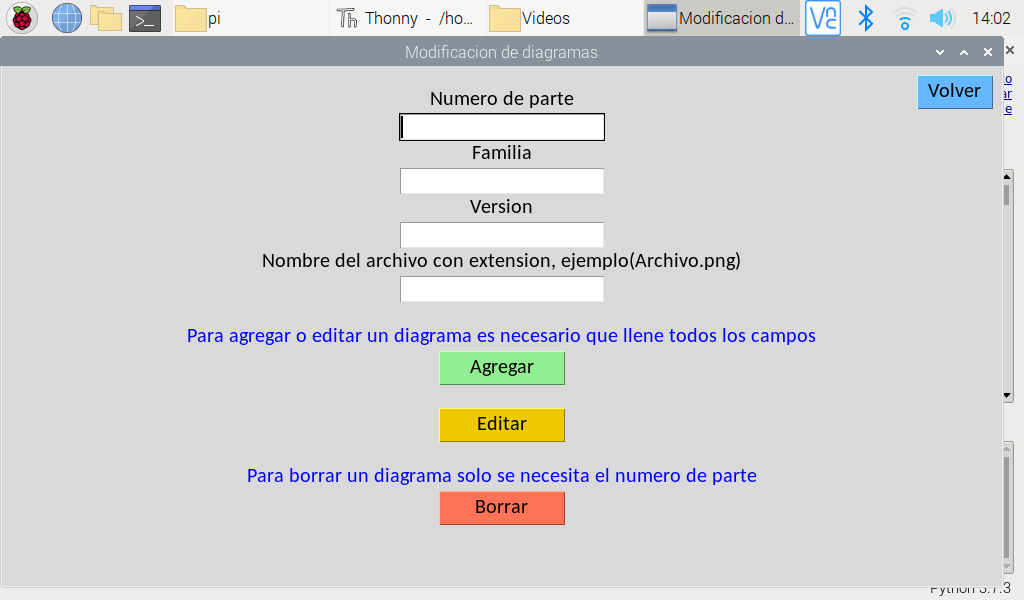 pi
Thonny - /ho...
Videos
Modificacion d...
14:02
Modificacion de diagramas
Volver
Numero de parte
Familia
Version
Nombre del archivo con extension, ejemplo(Archivo.png)
Para agregar o editar un diagrama es necesario que llene todos los campos
Agregar
Editar
Para borrar un diagrama solo se necesita el numero de parte
Borrar
Python 3.7.3